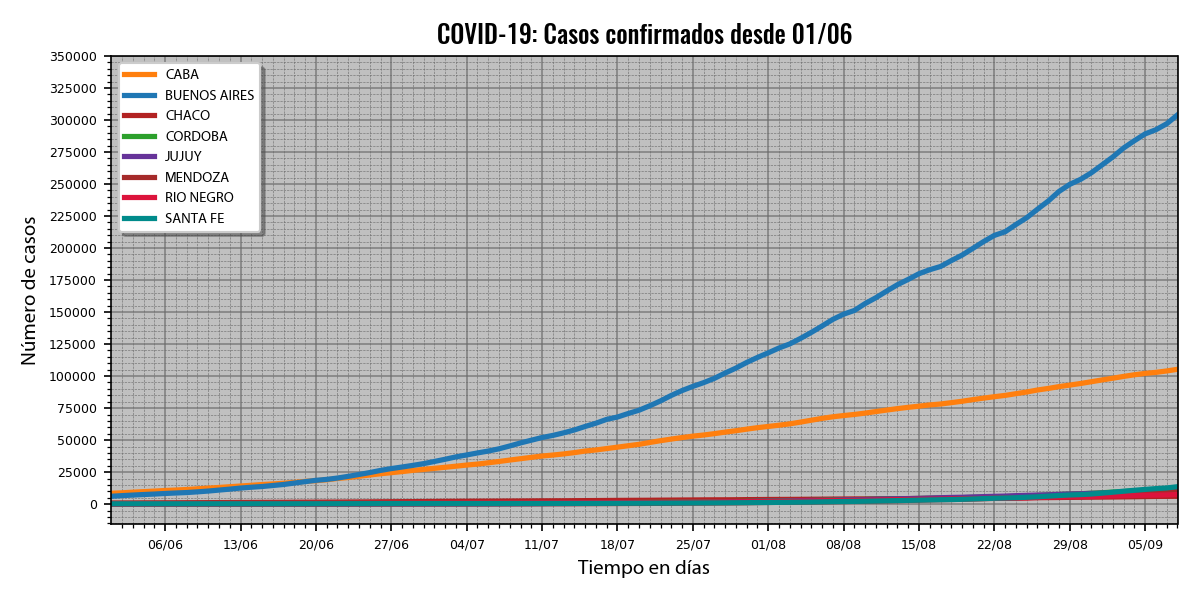 COVID-19: Casos confirmados desde 01/06
350000
325000
300000
275000
250000
225000
200000
175000
150000
125000
100000
75000
50000
25000
0
Número de casos
CABA
BUENOS AIRES
CHACO
CORDOBA
JUJUY
MENDOZA
RIO NEGRO
SANTA FE
06/06 13/06 20/06 27/06 04/07 11/07 18/07 25/07 01/08 08/08 15/08 22/08 29/08 05/09
Tiempo en días